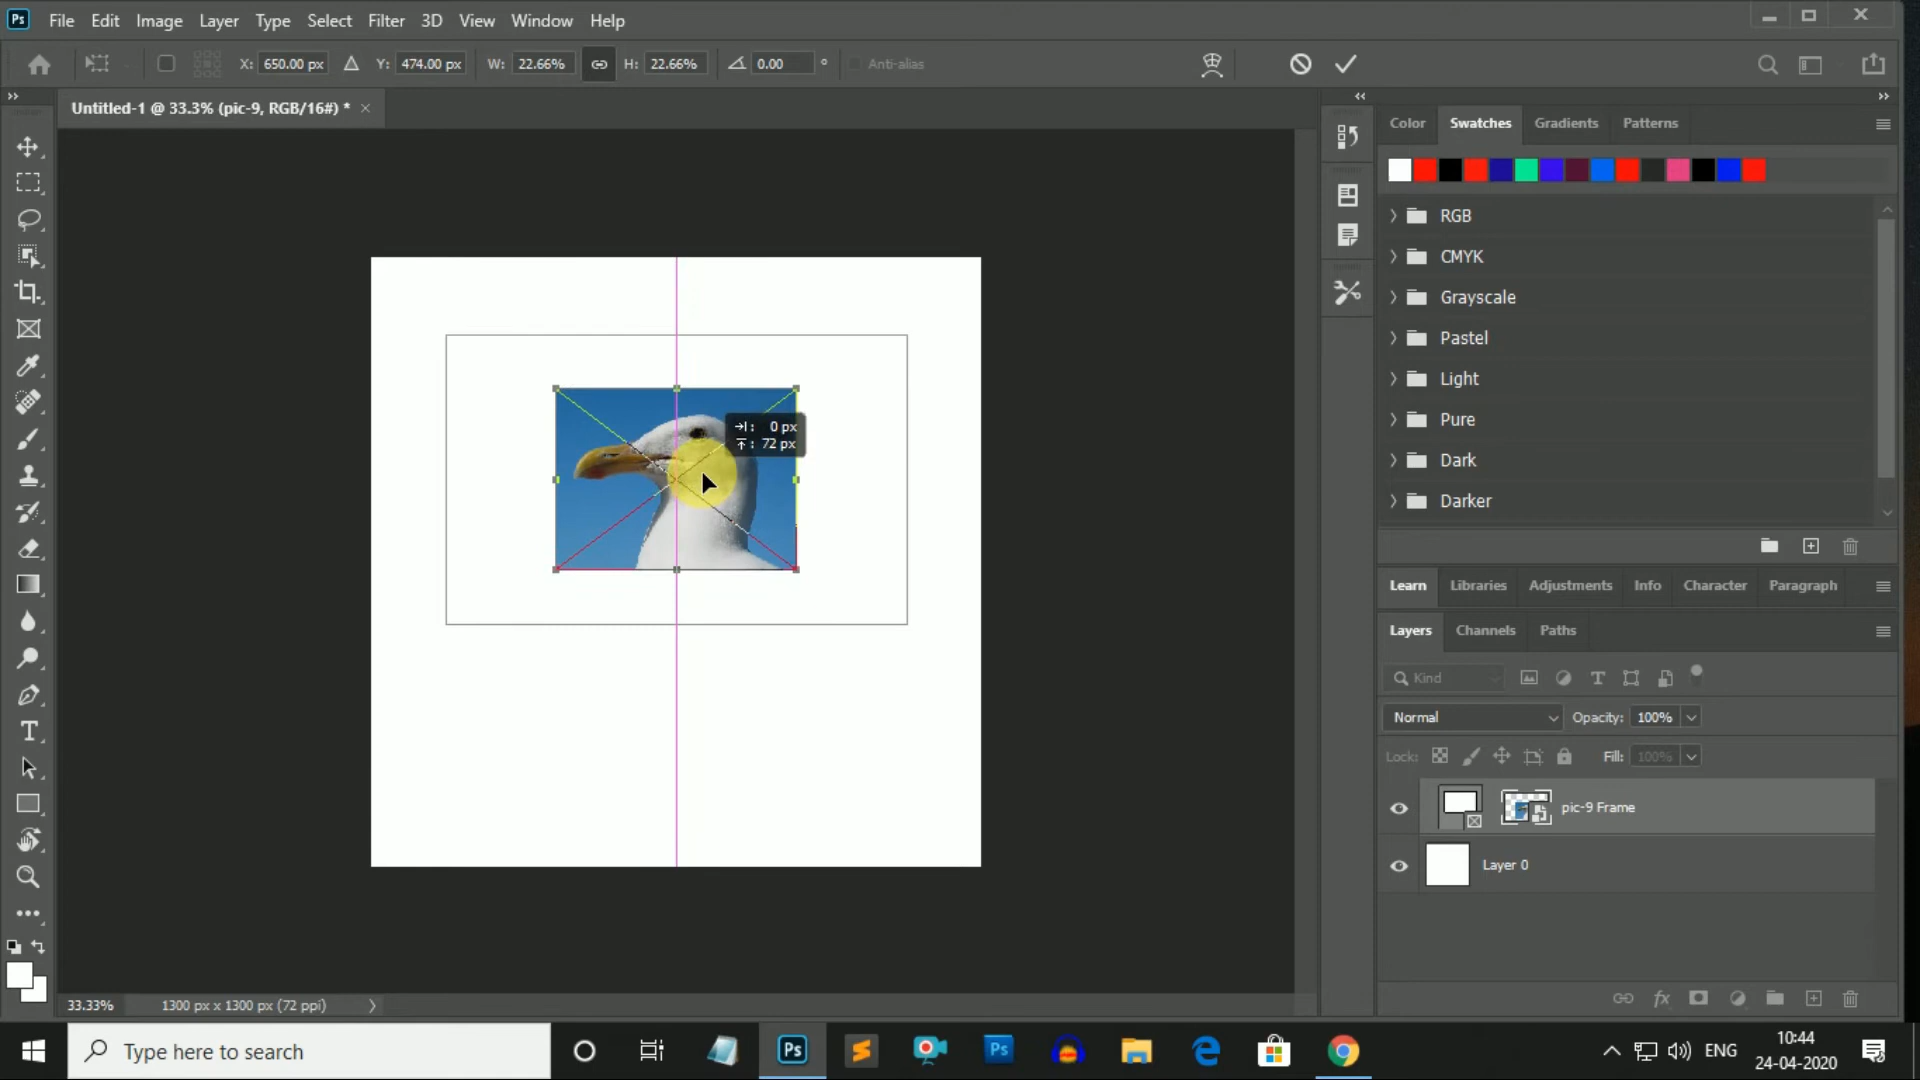 Ps File Edit Image Layer Type Select Filter 3D View Window Help
X: 650.00 px Y: 474.00 px W: 22.66% H: 22.66% 0.00 ° Anti-alias
Untitled-1 @ 33.3% (pic-9, RGB/16#) * ×
Color Swatches Gradients Patterns
RGB
CMYK
Grayscale
Pastel
Light
Pure
Dark
Darker
0 px
72 px
Learn Libraries Adjustments Info Character Paragraph
Layers Channels Paths
Kind
Normal Opacity: 100%
Lock: Fill: 100%
pic-9 Frame
Layer 0
33.33% 1300 px x 1300 px (72 ppi)
Type here to search Ps Ps ENG 10:44
24-04-2020